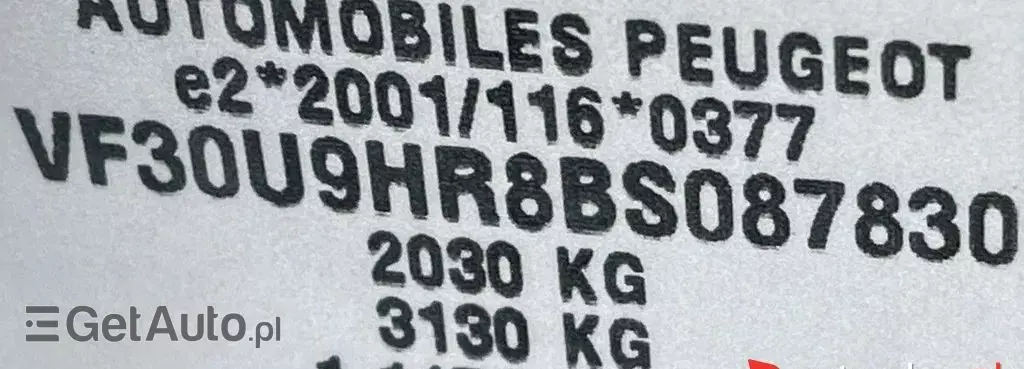 AUTOMOBILES PEUGEOT
e2*2001/116*0377
VF30U9HR8BS087830
2030 KG
3130 KG
GetAuto.pl